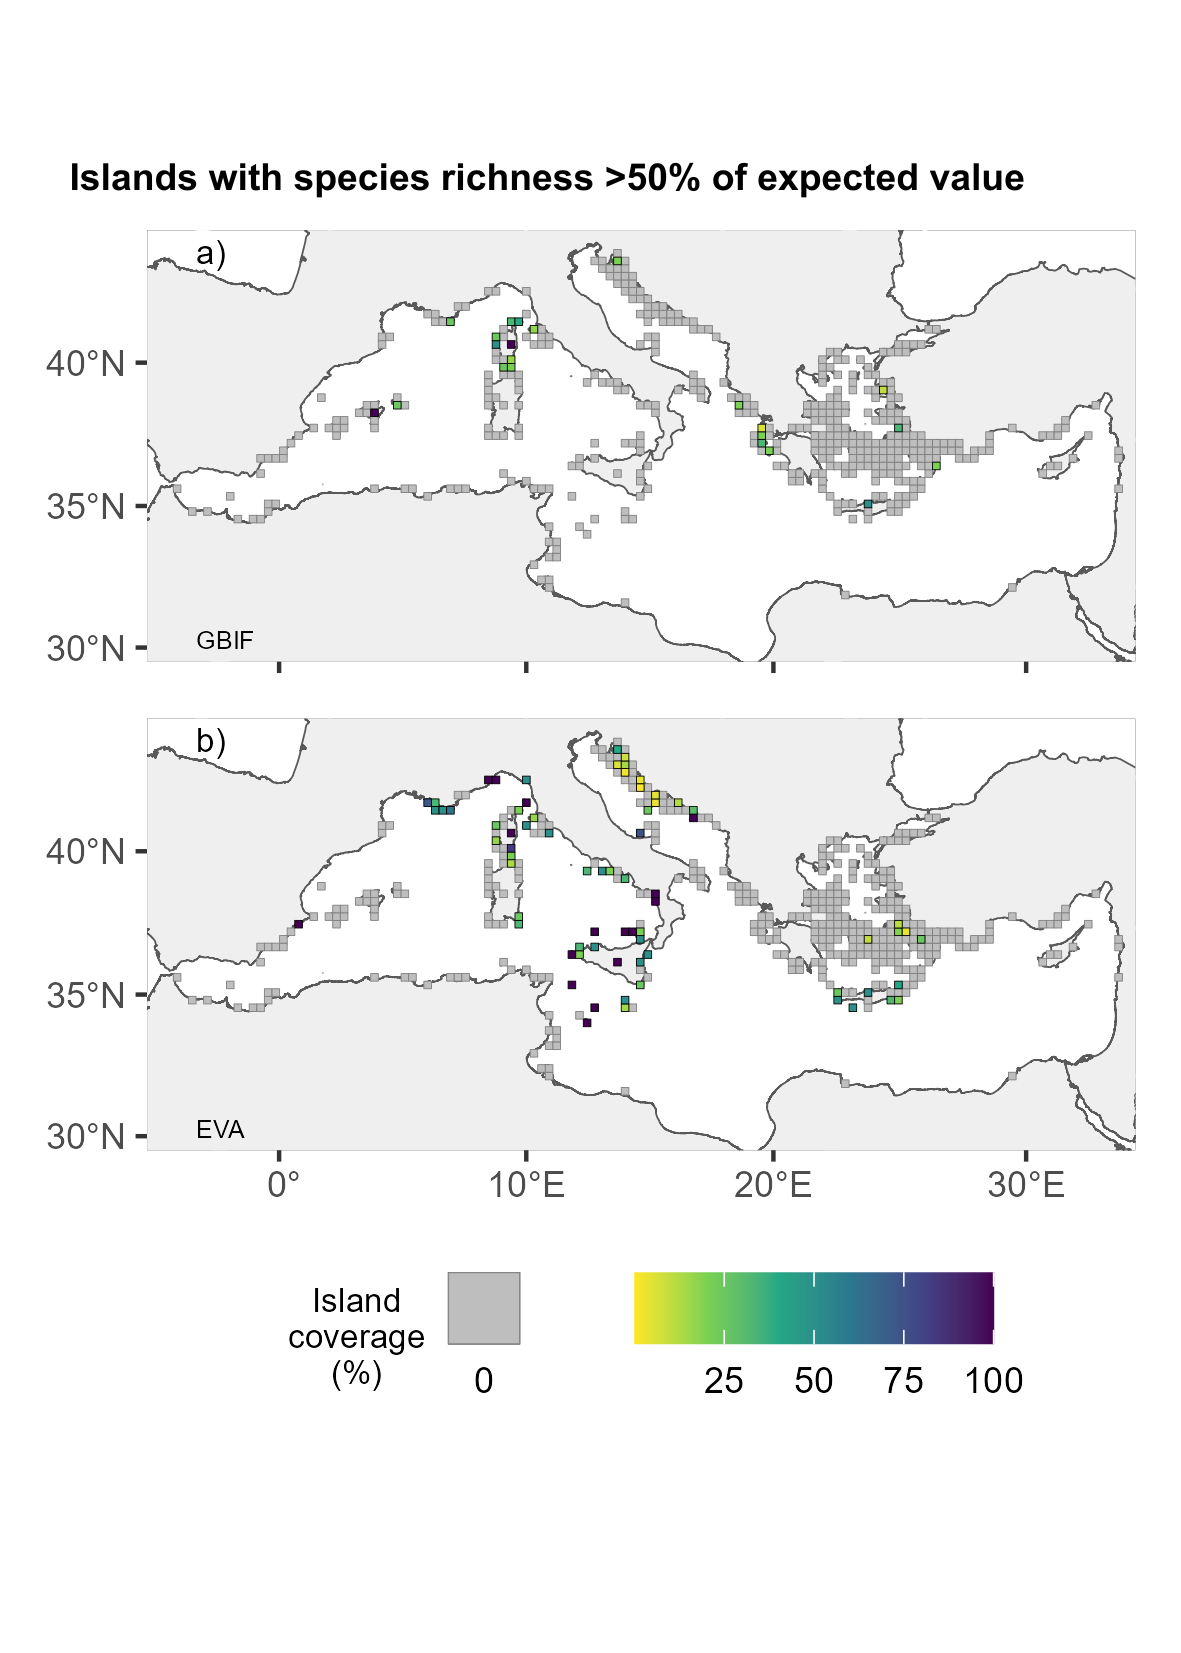 Islands with species richness >50% of expected value
a)
40°N
35°N
30°N
GBIF
b)
40°N
35°N
30°N
EVA
0°
10°E
20°E
30°E
Island
coverage
(%)
0
25
50
75
100